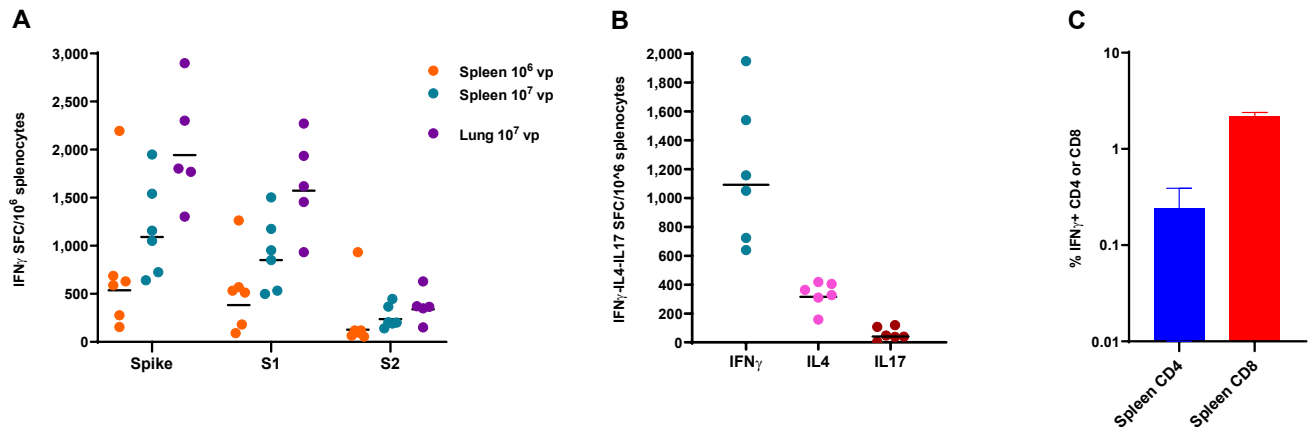 A
IFNγ SFC/10⁶ splenocytes
3,000
2,500
2,000
1,500
1,000
500
0
Spike
S1
S2
Spleen 10⁶ vp
Spleen 10⁷ vp
Lung 10⁷ vp
B
IFNγ-IL4-IL17 SFC/10^6 splenocytes
2,000
1,800
1,600
1,400
1,200
1,000
800
600
400
200
0
IFNγ
IL4
IL17
C
% IFNγ+ CD4 or CD8
10
1
0.1
0.01
Spleen CD4
Spleen CD8